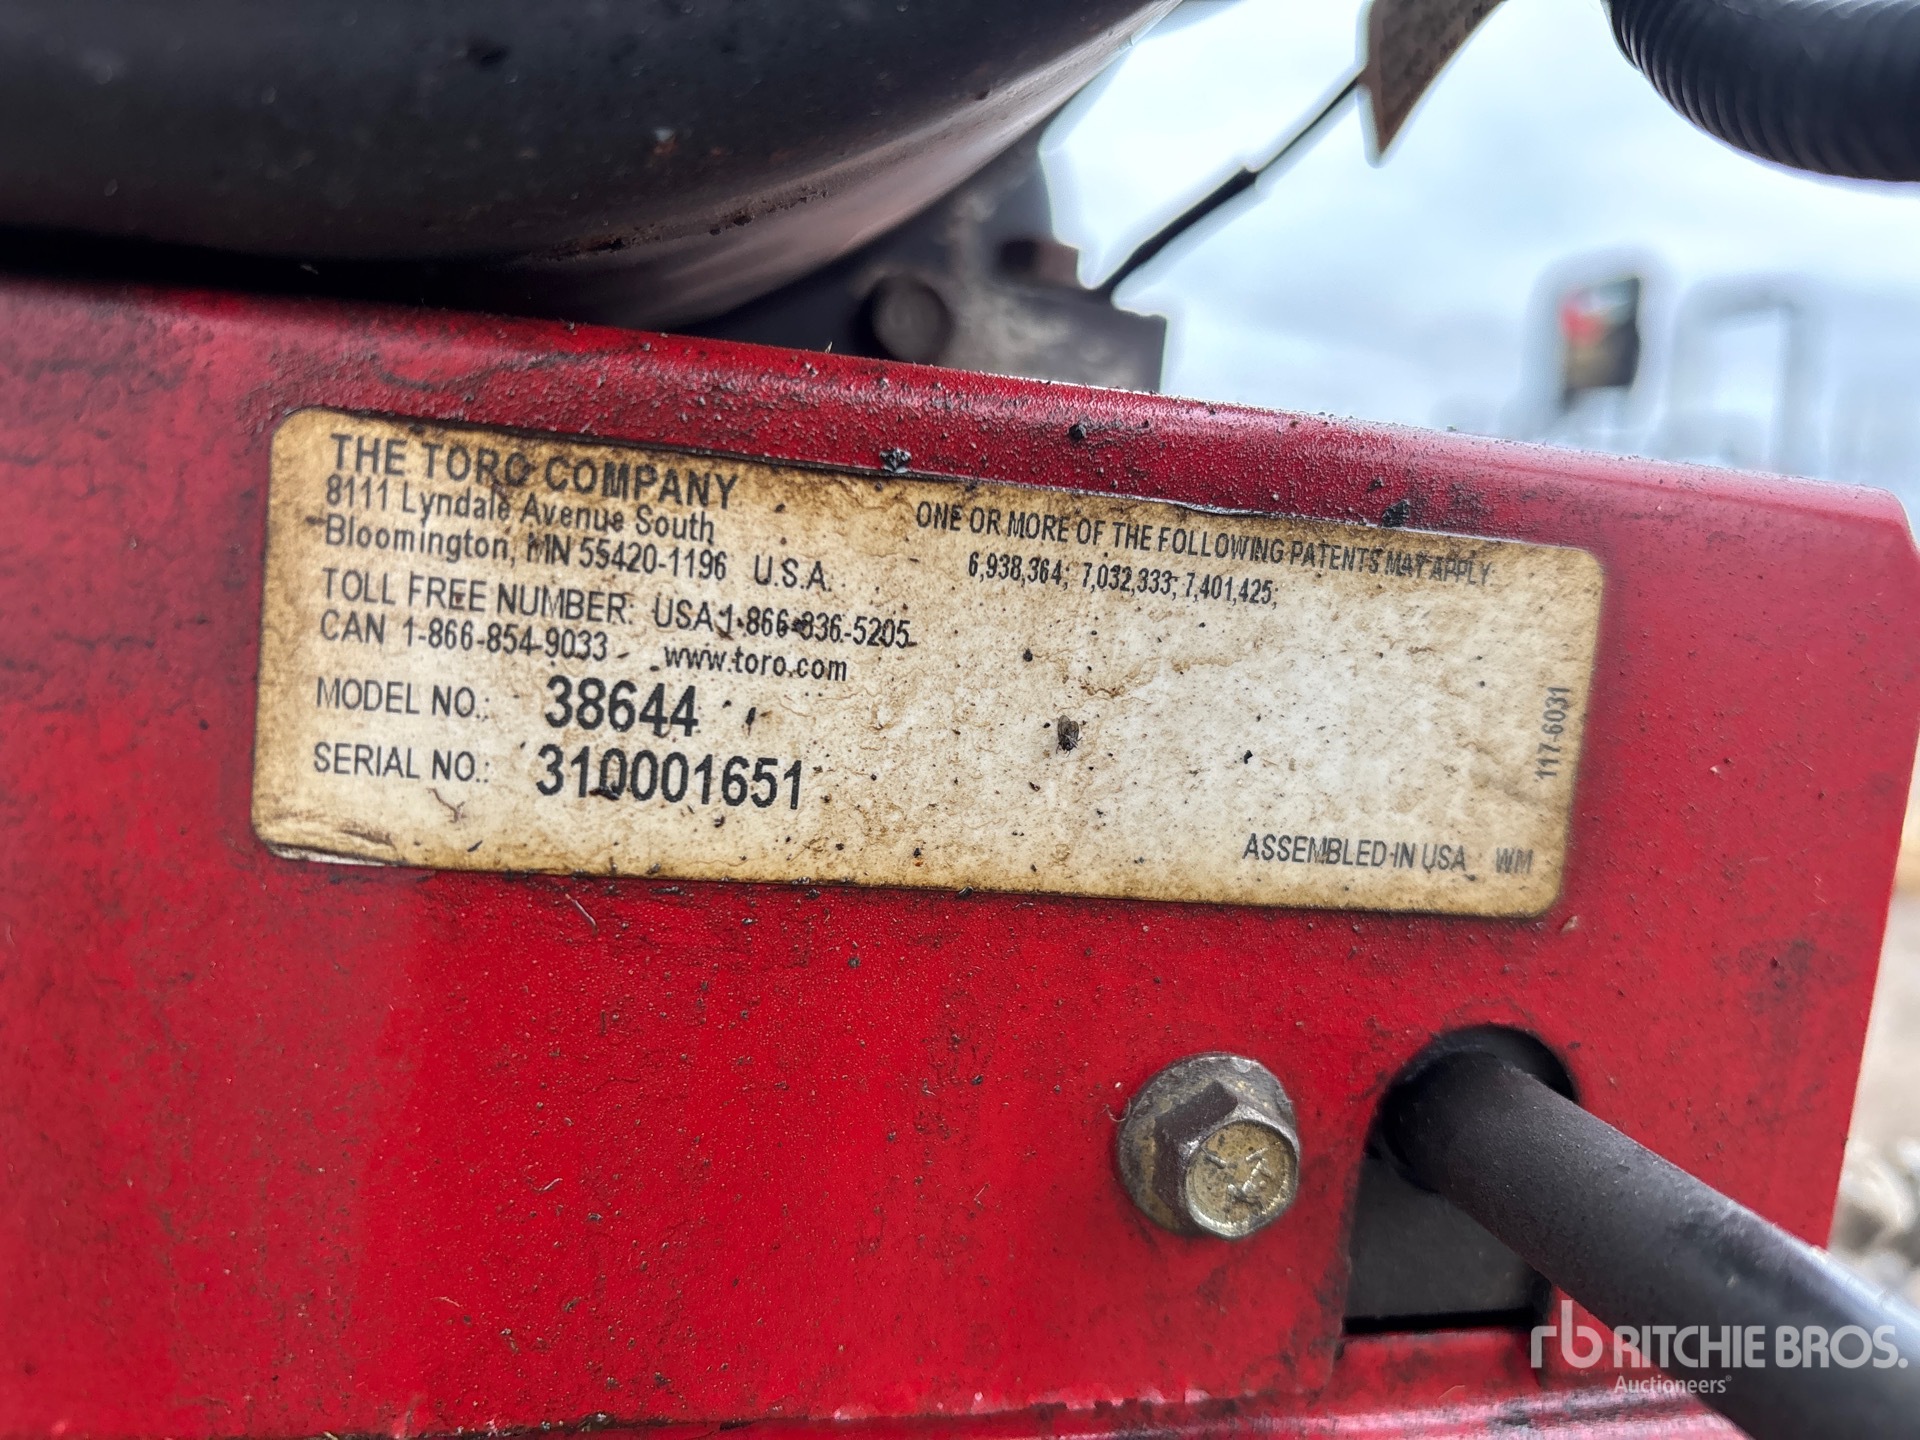 THE TORO COMPANY
8111 Lyndale Avenue South
Bloomington, MN 55420-1196 U.S.A.
TOLL FREE NUMBER: USA 1-866-336-5205
CAN 1-866-854-9033 www.toro.com
MODEL NO.: 38644
SERIAL NO.: 310001651
ONE OR MORE OF THE FOLLOWING PATENTS MAY APPLY:
6,938,364; 7,032,333; 7,401,425;
117-6031
ASSEMBLED IN USA WM
rb RITCHIE BROS.
Auctioneers